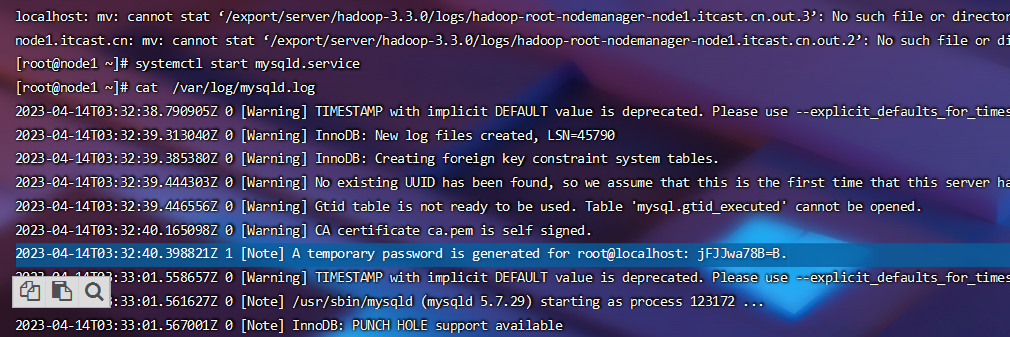 localhost: mv: cannot stat ‘/export/server/hadoop-3.3.0/logs/hadoop-root-nodemanager-node1.itcast.cn.out.3’: No such file or director
node1.itcast.cn: mv: cannot stat ‘/export/server/hadoop-3.3.0/logs/hadoop-root-nodemanager-node1.itcast.cn.out.2’: No such file or di
[root@node1 ~]# systemctl start mysqld.service
[root@node1 ~]# cat  /var/log/mysqld.log
2023-04-14T03:32:38.790905Z 0 [Warning] TIMESTAMP with implicit DEFAULT value is deprecated. Please use --explicit_defaults_for_times
2023-04-14T03:32:39.313040Z 0 [Warning] InnoDB: New log files created, LSN=45790
2023-04-14T03:32:39.385380Z 0 [Warning] InnoDB: Creating foreign key constraint system tables.
2023-04-14T03:32:39.444303Z 0 [Warning] No existing UUID has been found, so we assume that this is the first time that this server ha
2023-04-14T03:32:39.446556Z 0 [Warning] Gtid table is not ready to be used. Table 'mysql.gtid_executed' cannot be opened.
2023-04-14T03:32:40.165098Z 0 [Warning] CA certificate ca.pem is self signed.
2023-04-14T03:32:40.398821Z 1 [Note] A temporary password is generated for root@localhost: jFJJwa78B=B.
3:33:01.558657Z 0 [Warning] TIMESTAMP with implicit DEFAULT value is deprecated. Please use --explicit_defaults_for_times
3:33:01.561627Z 0 [Note] /usr/sbin/mysqld (mysqld 5.7.29) starting as process 123172 ...
2023-04-14T03:33:01.567001Z 0 [Note] InnoDB: PUNCH HOLE support available